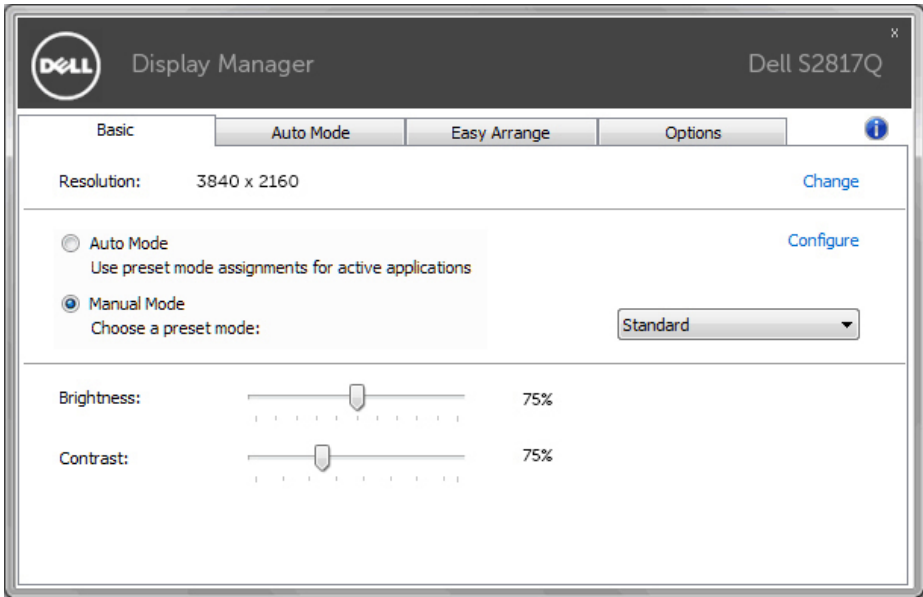 DELL Display Manager Dell S2817Q
x
Basic Auto Mode Easy Arrange Options i
Resolution: 3840 x 2160 Change
Auto Mode Configure
Use preset mode assignments for active applications
Manual Mode
Choose a preset mode: Standard
Brightness: 75%
Contrast: 75%